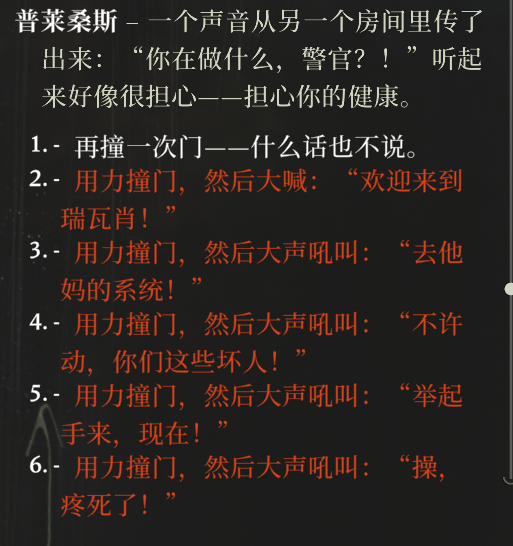 普莱桑斯 – 一个声音从另一个房间里传了
出来：“你在做什么，警官？！”听起
来好像很担心——担心你的健康。
1. - 再撞一次门——什么话也不说。
2. - 用力撞门，然后大喊：“欢迎来到
瑞瓦肖！”
3. - 用力撞门，然后大声吼叫：“去他
妈的系统！”
4. - 用力撞门，然后大声吼叫：“不许
动，你们这些坏人！”
5. - 用力撞门，然后大声吼叫：“举起
手来，现在！”
6. - 用力撞门，然后大声吼叫：“操，
疼死了！”